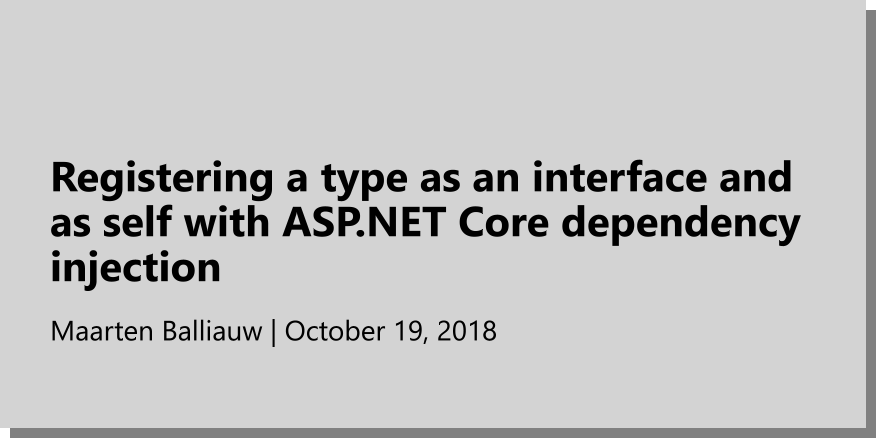 Registering a type as an interface and
as self with ASP.NET Core dependency
injection
Maarten Balliauw | October 19, 2018